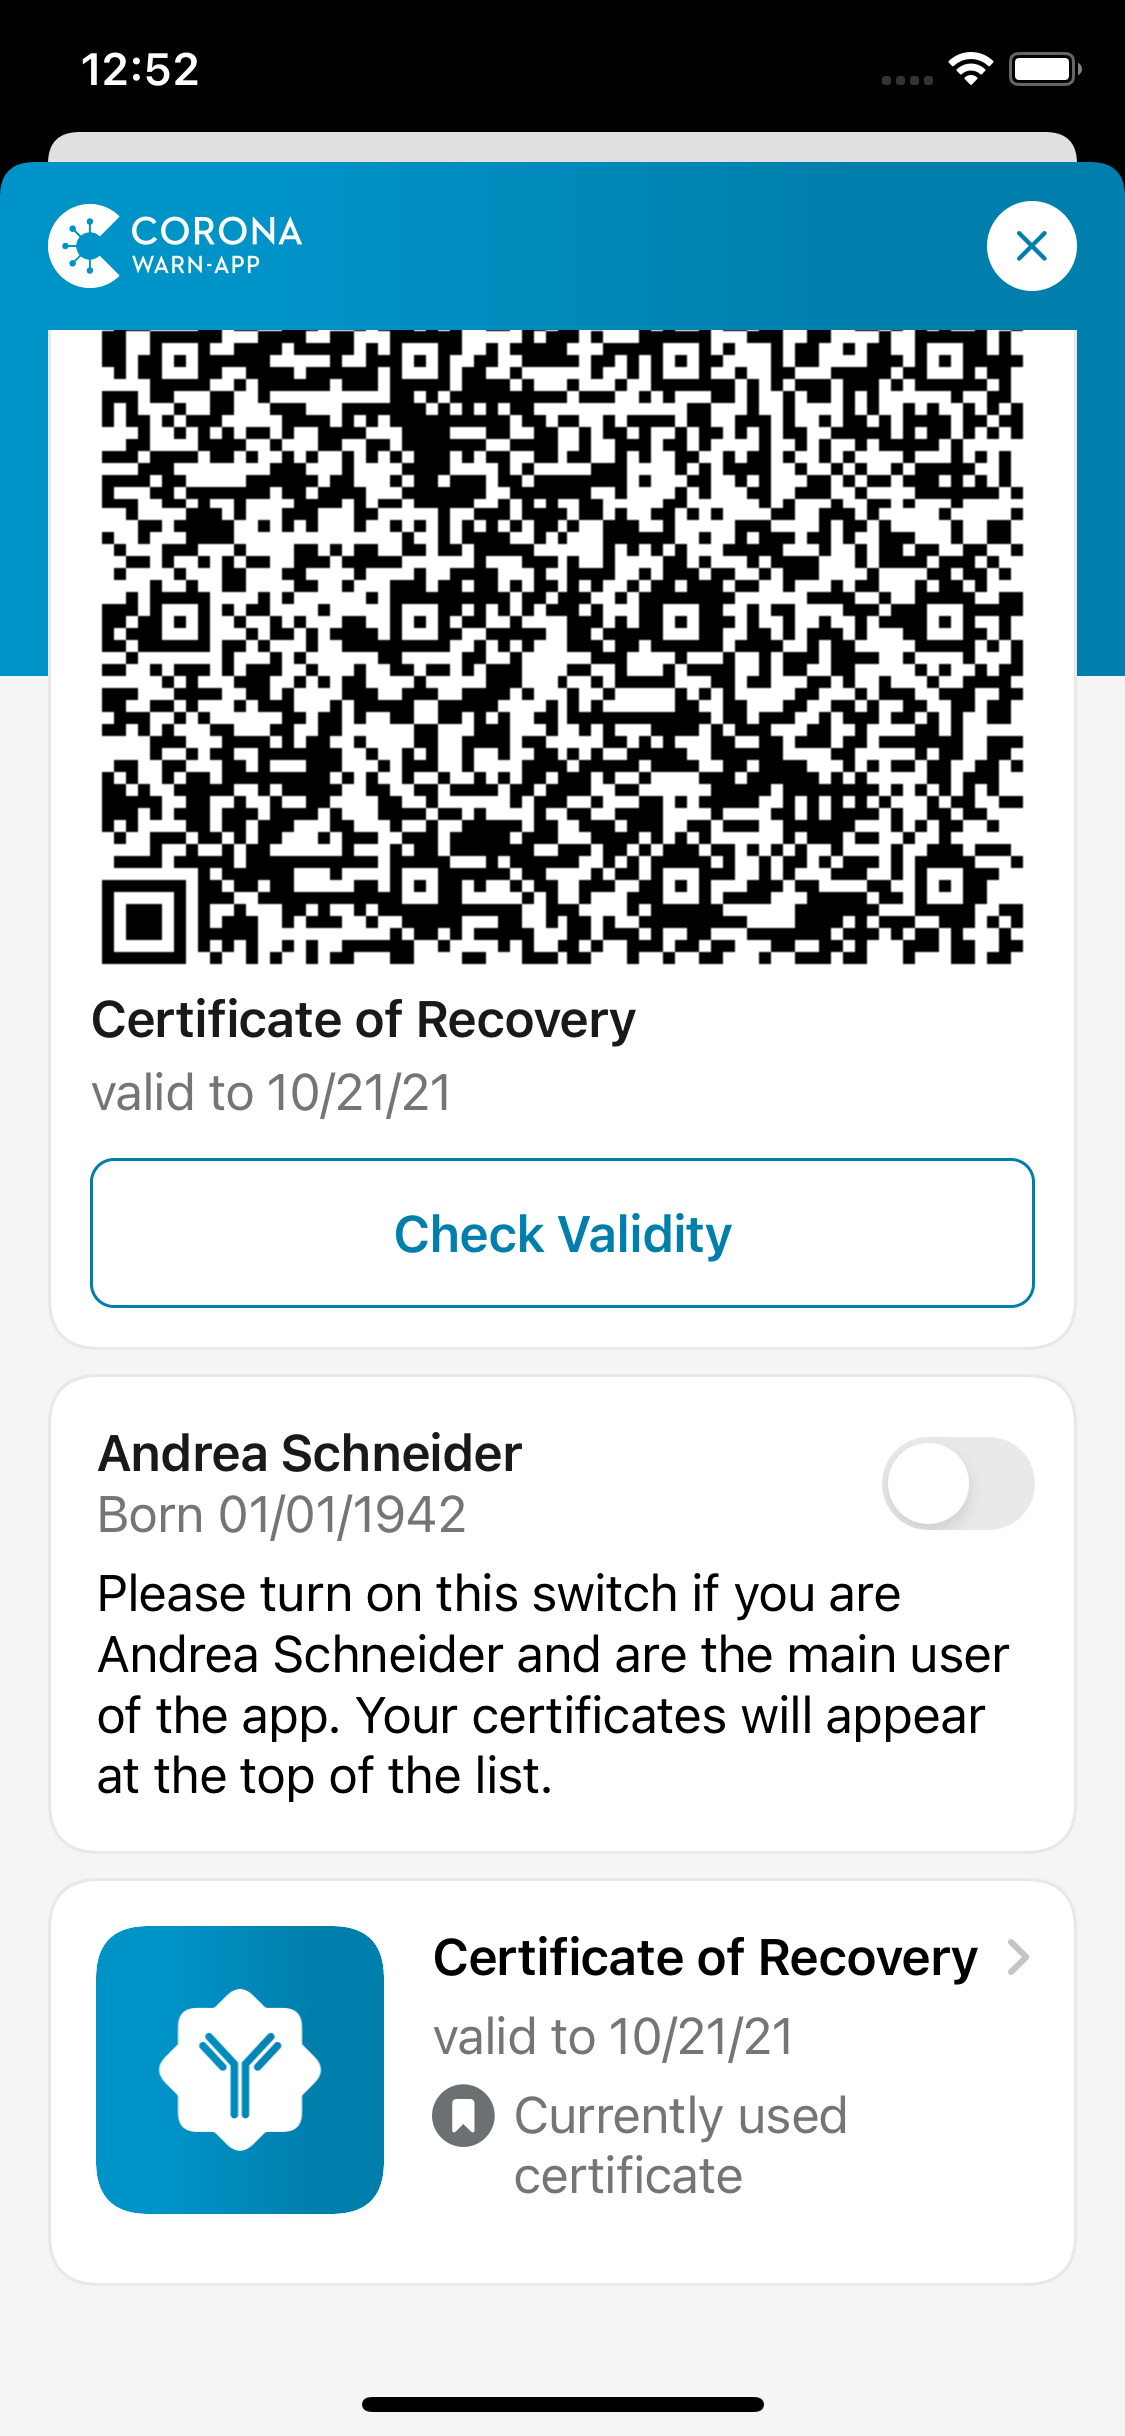 12:52
CORONA
WARN-APP
Certificate of Recovery
valid to 10/21/21
Check Validity
Andrea Schneider
Born 01/01/1942
Please turn on this switch if you are
Andrea Schneider and are the main user
of the app. Your certificates will appear
at the top of the list.
Certificate of Recovery
valid to 10/21/21
Currently used
certificate